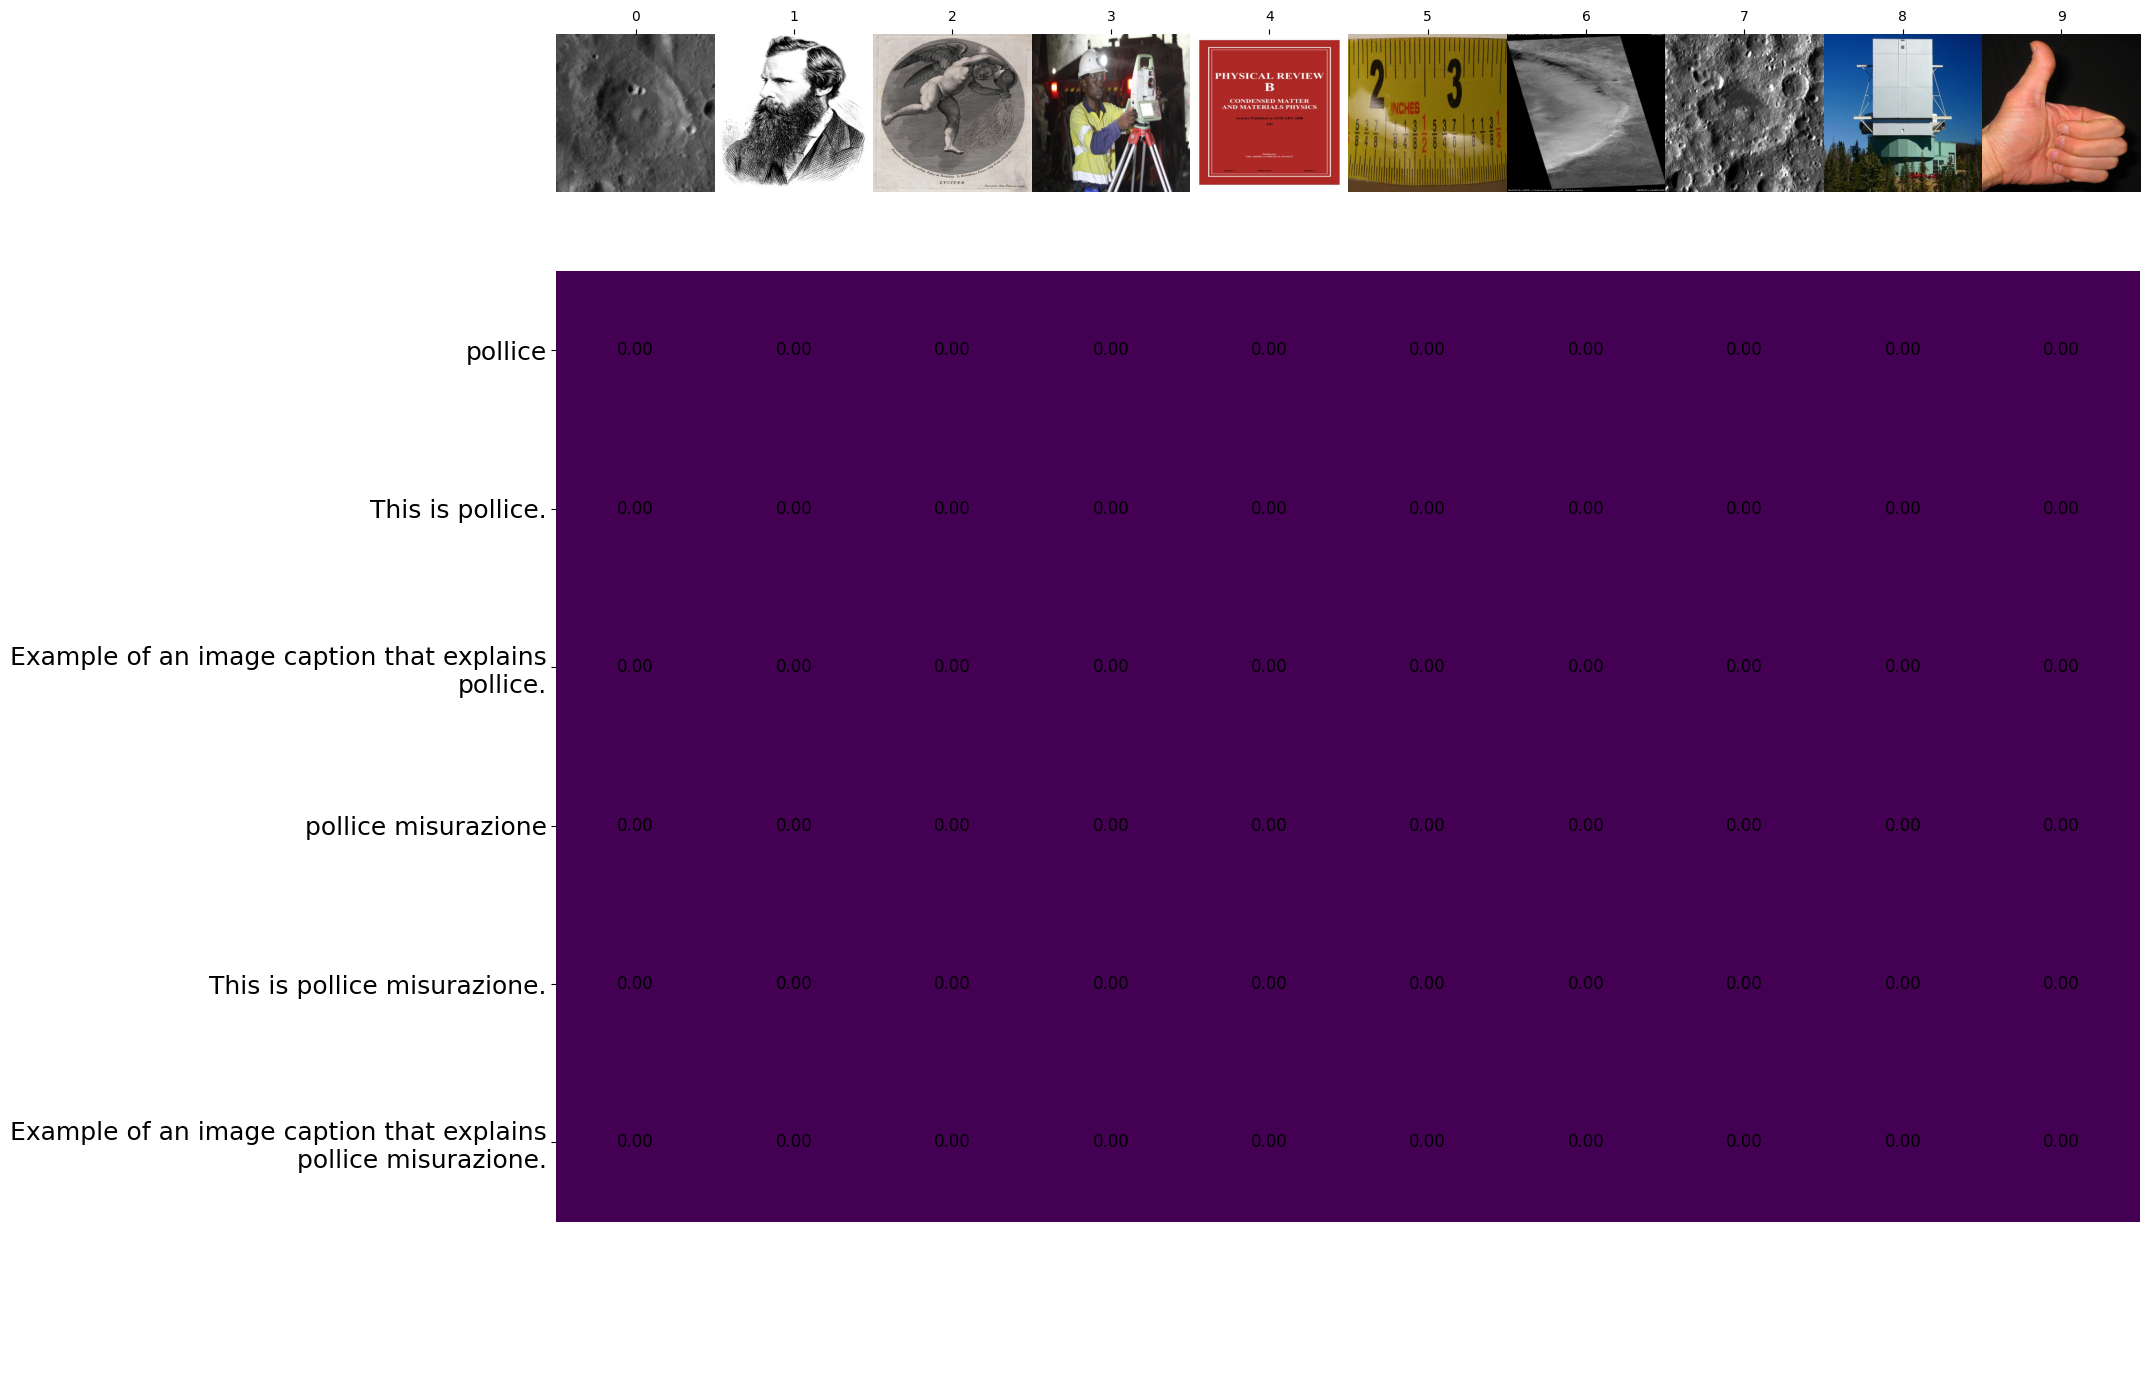 0 1 2 3 4 5 6 7 8 9
PHYSICAL REVIEW
B
CONDENSED MATTER
AND MATERIALS PHYSICS
2 3
INCHES
LVCIFER
pollice 0.00 0.00 0.00 0.00 0.00 0.00 0.00 0.00 0.00 0.00
This is pollice. 0.00 0.00 0.00 0.00 0.00 0.00 0.00 0.00 0.00 0.00
Example of an image caption that explains
pollice. 0.00 0.00 0.00 0.00 0.00 0.00 0.00 0.00 0.00 0.00
pollice misurazione 0.00 0.00 0.00 0.00 0.00 0.00 0.00 0.00 0.00 0.00
This is pollice misurazione. 0.00 0.00 0.00 0.00 0.00 0.00 0.00 0.00 0.00 0.00
Example of an image caption that explains
pollice misurazione. 0.00 0.00 0.00 0.00 0.00 0.00 0.00 0.00 0.00 0.00